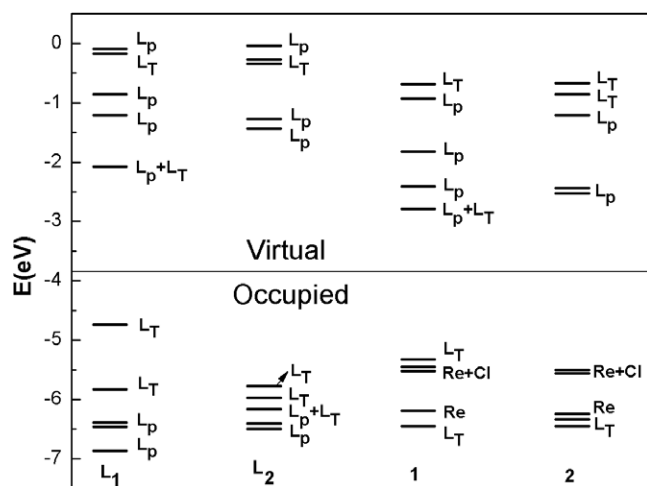 E(eV)
0
-1
-2
-3
-4
-5
-6
-7
Virtual
Occupied
Lp
LT
Lp
Lp
Lp+LT
LT
LT
Lp
Lp
L1
Lp
LT
Lp
Lp
LT
LT
Lp+LT
Lp
L2
LT
Lp
Lp
Lp
Lp+LT
LT
Re+Cl
Re
LT
1
LT
LT
Lp
Lp
Re+Cl
Re
LT
2